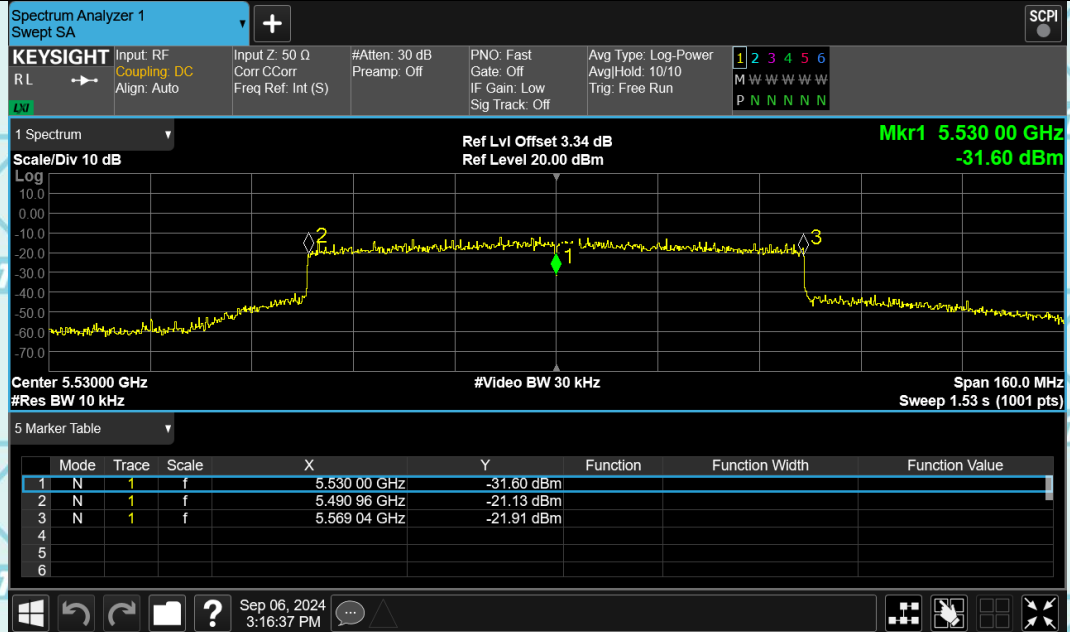 Spectrum Analyzer 1
Swept SA
+
SCPI
KEYSIGHT Input: RF Input Z: 50 Ω #Atten: 30 dB PNO: Fast Avg Type: Log-Power 1 2 3 4 5 6
R L Coupling: DC Corr CCorr Preamp: Off Gate: Off Avg|Hold: 10/10 M W W W W W
Align: Auto Freq Ref: Int (S) IF Gain: Low Trig: Free Run P N N N N N
LXI Sig Track: Off
1 Spectrum
Mkr1 5.530 00 GHz
Ref Lvl Offset 3.34 dB
-31.60 dBm
Scale/Div 10 dB Ref Level 20.00 dBm
Log
10.0
0.00
-10.0
2 3
-20.0
1
-30.0
-40.0
-50.0
-60.0
-70.0
Center 5.53000 GHz #Video BW 30 kHz Span 160.0 MHz
#Res BW 10 kHz Sweep 1.53 s (1001 pts)
5 Marker Table
Mode Trace Scale X Y Function Function Width Function Value
1 N 1 f 5.530 00 GHz -31.60 dBm
2 N 1 f 5.490 96 GHz -21.13 dBm
3 N 1 f 5.569 04 GHz -21.91 dBm
4
5
6
?
Sep 06, 2024
3:16:37 PM